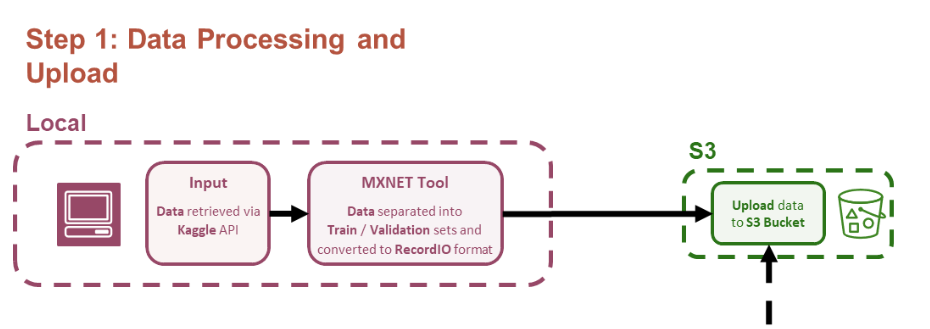 Step 1: Data Processing and
Upload
Local
Input
Data retrieved via
Kaggle API
MXNET Tool
Data separated into
Train / Validation sets and
converted to RecordIO format
S3
Upload data
to S3 Bucket